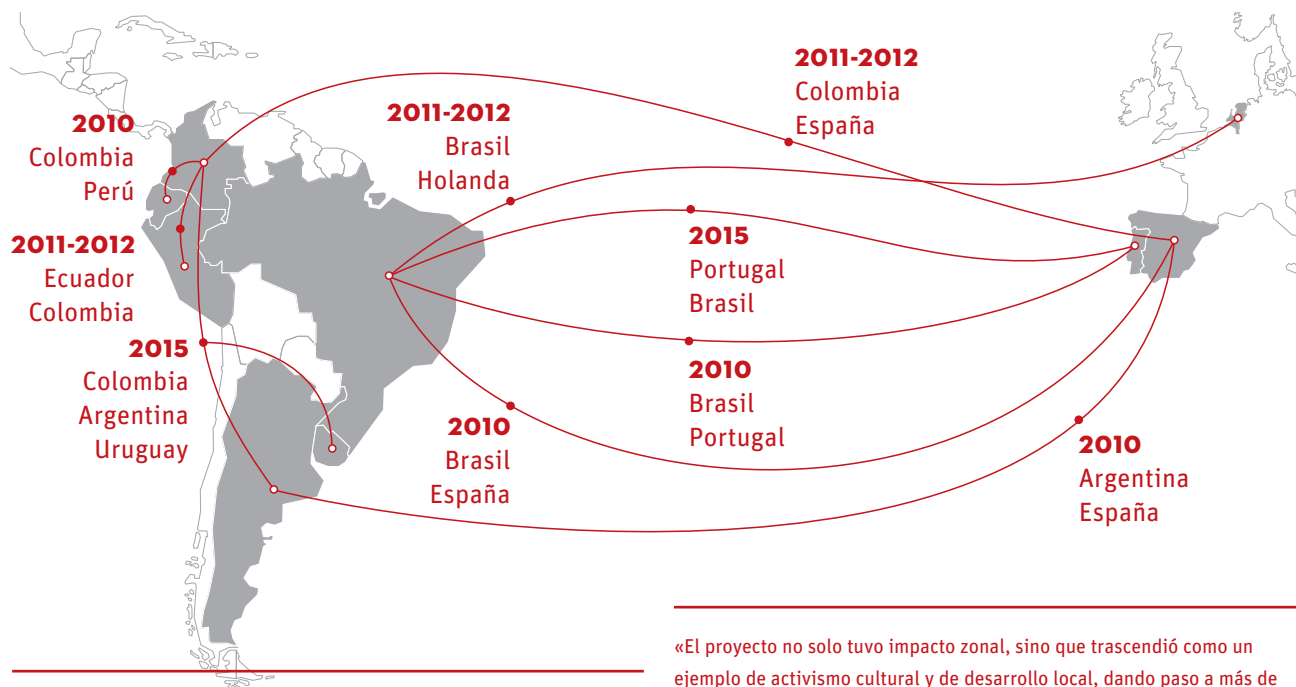 2011-2012
Colombia
España
2010
Colombia
Perú
2011-2012
Brasil
Holanda
2011-2012
Ecuador
Colombia
2015
Portugal
Brasil
2015
Colombia
Argentina
Uruguay
2010
Brasil
Portugal
2010
Brasil
España
2010
Argentina
España
«El proyecto no solo tuvo impacto zonal, sino que trascendió como un
ejemplo de activismo cultural y de desarrollo local, dando paso a más de